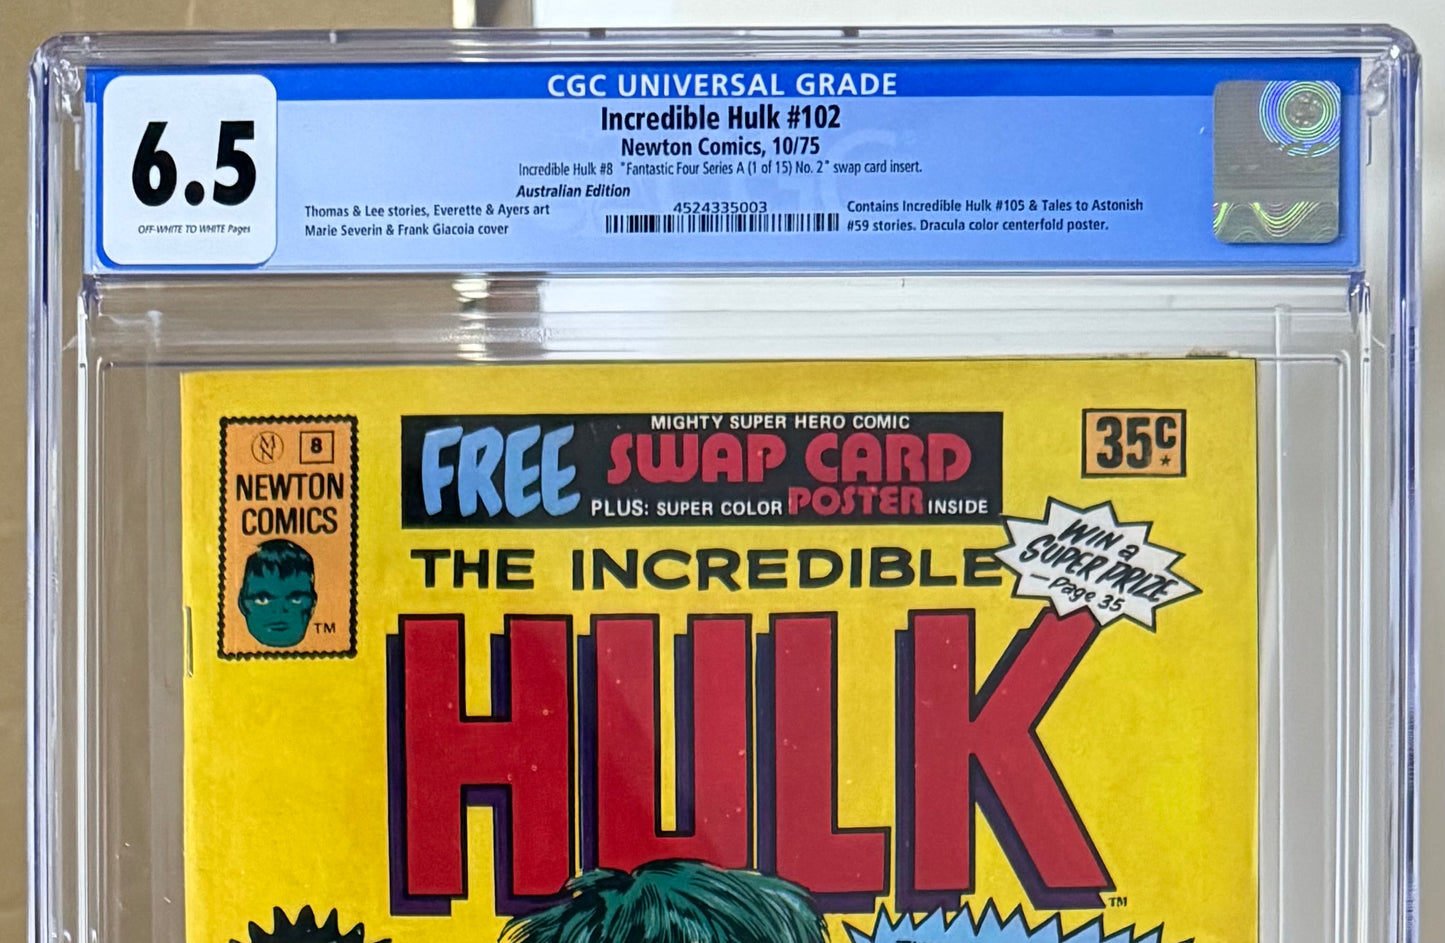 CGC UNIVERSAL GRADE
6.5
OFF-WHITE TO WHITE Pages
Incredible Hulk #102
Newton Comics, 10/75
Incredible Hulk #8 "Fantastic Four Series A (1 of 15) No. 2" swap card insert.
Australian Edition
Thomas & Lee stories, Everette & Ayers art
Marie Severin & Frank Giacoia cover
4524335003
Contains Incredible Hulk #105 & Tales to Astonish
#59 stories. Dracula color centerfold poster.
CGC
MN 8
NEWTON
COMICS
TM
MIGHTY SUPER HERO COMIC
FREE SWAP CARD
PLUS: SUPER COLOR POSTER INSIDE
35¢
THE INCREDIBLE
HULK
TM
WIN a
SUPER PRIZE
—page 35